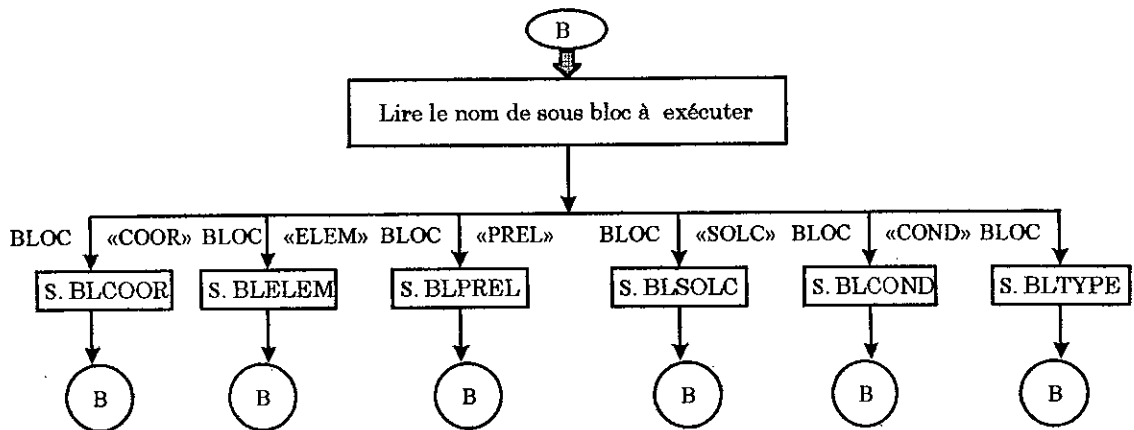 B
Lire le nom de sous bloc à exécuter
BLOC «COOR» BLOC «ELEM» BLOC «PREL» BLOC «SOLC» BLOC «COND» BLOC
S. BLCOOR S. BLELEM S. BLPREL S. BLSOLC S. BLCOND S. BLTYPE
B B B B B B